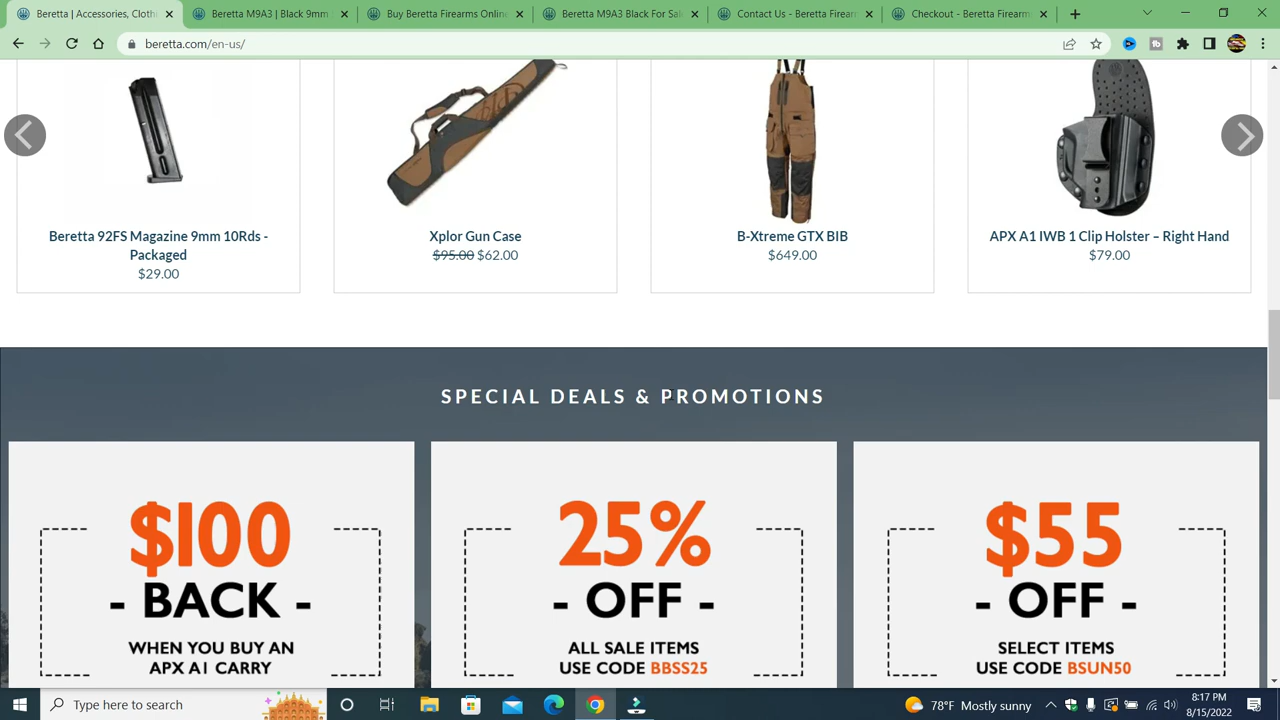 Beretta | Accessories, Clothi
Beretta M9A3 | Black 9mm S
Buy Beretta Firearms Online
Beretta M9A3 Black For Sal
Contact Us - Beretta Firear
Checkout - Beretta Firearm
beretta.com/en-us/
Beretta 92FS Magazine 9mm 10Rds -
Packaged
$29.00
Xplor Gun Case
$95.00 $62.00
B-Xtreme GTX BIB
$649.00
APX A1 IWB 1 Clip Holster – Right Hand
$79.00
SPECIAL DEALS & PROMOTIONS
$100
- BACK -
WHEN YOU BUY AN
APX A1 CARRY
25%
- OFF -
ALL SALE ITEMS
USE CODE BBSS25
$55
- OFF -
SELECT ITEMS
USE CODE BSUN50
Type here to search
78°F Mostly sunny
8:17 PM
8/15/2022